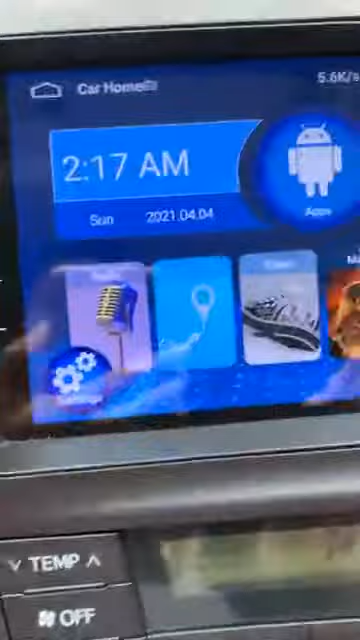 Car Home
5.6K/s
2:17 AM
Sun 2021.04.04
Apps
TEMP
OFF